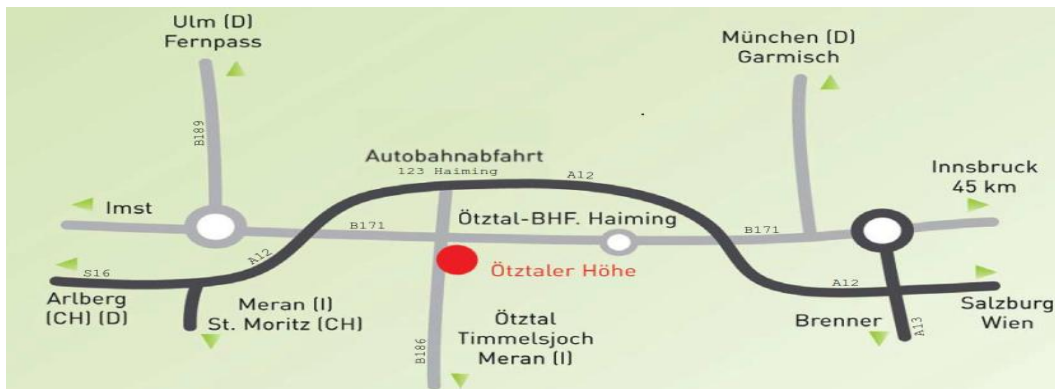 Ulm (D)
Fernpass
München (D)
Garmisch
B189
Autobahnabfahrt
123 Haiming
A12
Innsbruck
45 km
Imst
Ötztal-BHF. Haiming
B171
B171
A12
Ötztaler Höhe
S16
A12
Arlberg
(CH) (D)
Meran (I)
St. Moritz (CH)
Ötztal
Timmelsjoch
Meran (I)
B186
Brenner
A13
Salzburg
Wien